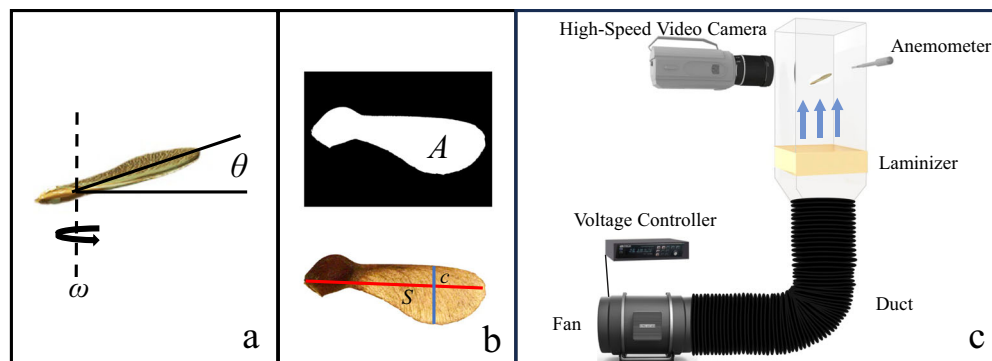 θ
ω
a
A
S
c
b
High-Speed Video Camera
Anemometer
Laminizer
Voltage Controller
Duct
Fan
c